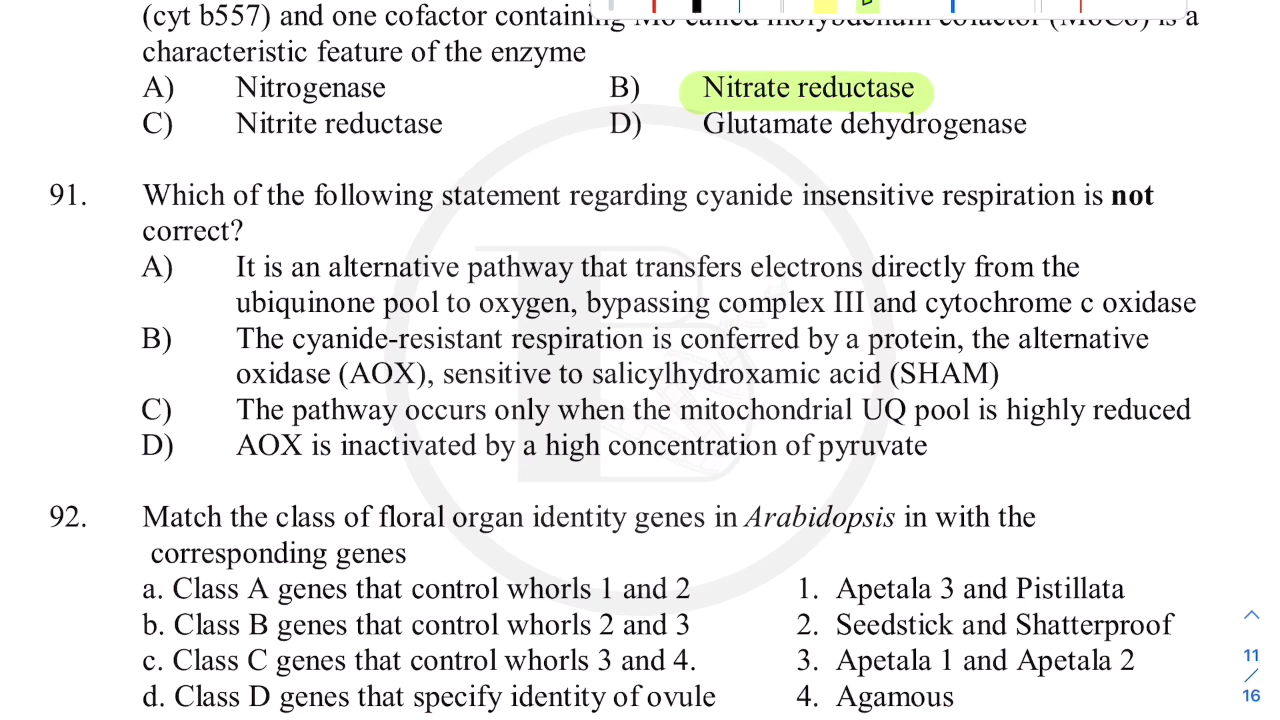 (cyt b557) and one cofactor containing Mo called molybdenum cofactor (MoCo) is a
characteristic feature of the enzyme
A) Nitrogenase B) Nitrate reductase
C) Nitrite reductase D) Glutamate dehydrogenase
91. Which of the following statement regarding cyanide insensitive respiration is not
correct?
A) It is an alternative pathway that transfers electrons directly from the
ubiquinone pool to oxygen, bypassing complex III and cytochrome c oxidase
B) The cyanide-resistant respiration is conferred by a protein, the alternative
oxidase (AOX), sensitive to salicylhydroxamic acid (SHAM)
C) The pathway occurs only when the mitochondrial UQ pool is highly reduced
D) AOX is inactivated by a high concentration of pyruvate
92. Match the class of floral organ identity genes in Arabidopsis in with the
corresponding genes
a. Class A genes that control whorls 1 and 2 1. Apetala 3 and Pistillata
b. Class B genes that control whorls 2 and 3 2. Seedstick and Shatterproof
c. Class C genes that control whorls 3 and 4. 3. Apetala 1 and Apetala 2
d. Class D genes that specify identity of ovule 4. Agamous
11
/
16